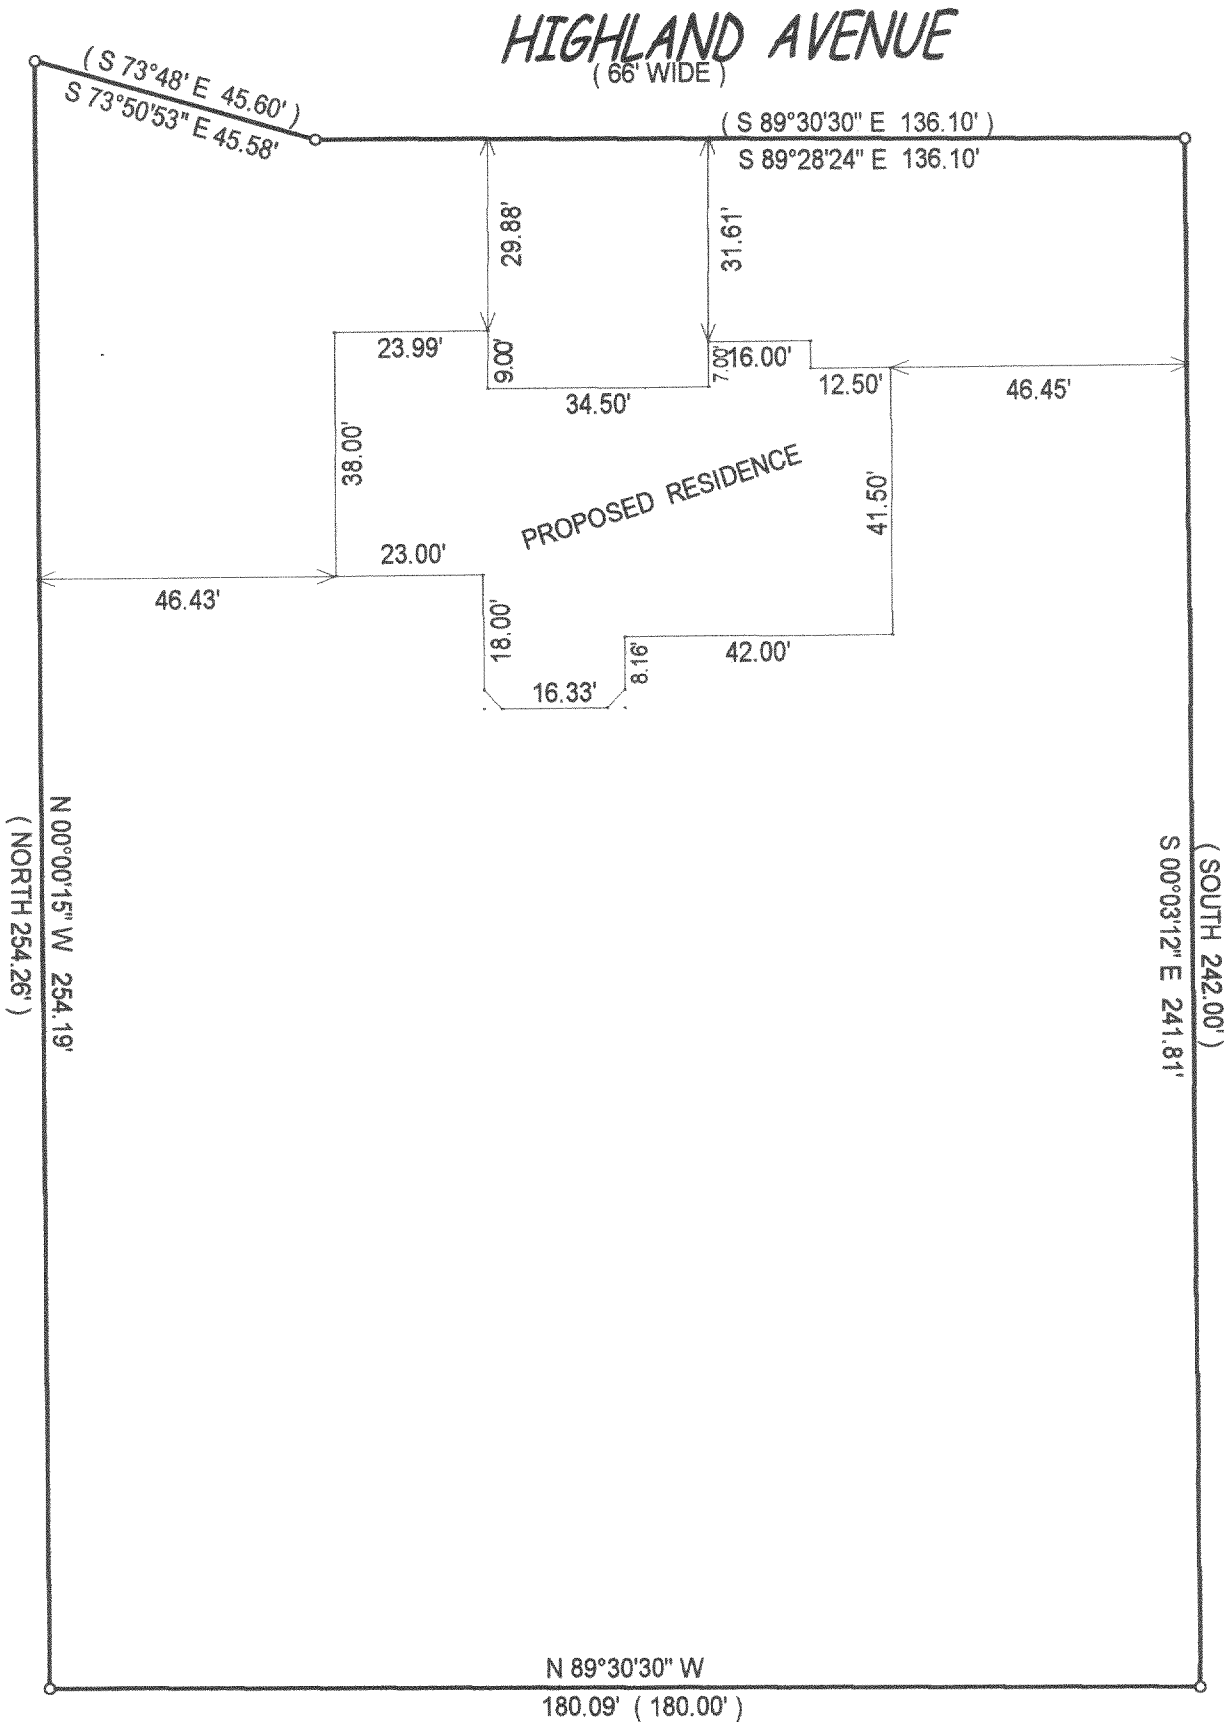 HIGHLAND AVENUE
( 66' WIDE )
( S 73°48' E 45.60' )
S 73°50'53" E 45.58'
( S 89°30'30" E 136.10' )
S 89°28'24" E 136.10'
29.88'
31.61'
23.99'
9.00'
34.50'
7.00'
16.00'
12.50'
46.45'
38.00'
PROPOSED RESIDENCE
41.50'
23.00'
46.43'
18.00'
16.33'
8.16'
42.00'
N 00°00'15" W 254.19'
( NORTH 254.26' )
( SOUTH 242.00' )
S 00°03'12" E 241.81'
N 89°30'30" W
180.09' ( 180.00' )